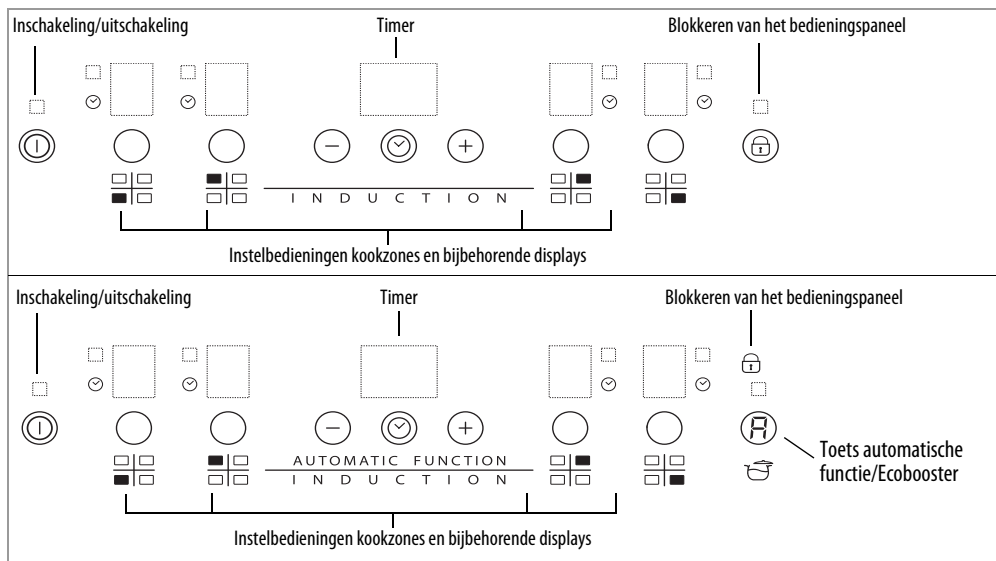 Inschakeling/uitschakeling
Timer
Blokkeren van het bedieningspaneel
INDUCTION
Instelbedieningen kookzones en bijbehorende displays
Inschakeling/uitschakeling
Timer
Blokkeren van het bedieningspaneel
A
Toets automatische
functie/Ecobooster
AUTOMATIC FUNCTION
INDUCTION
Instelbedieningen kookzones en bijbehorende displays